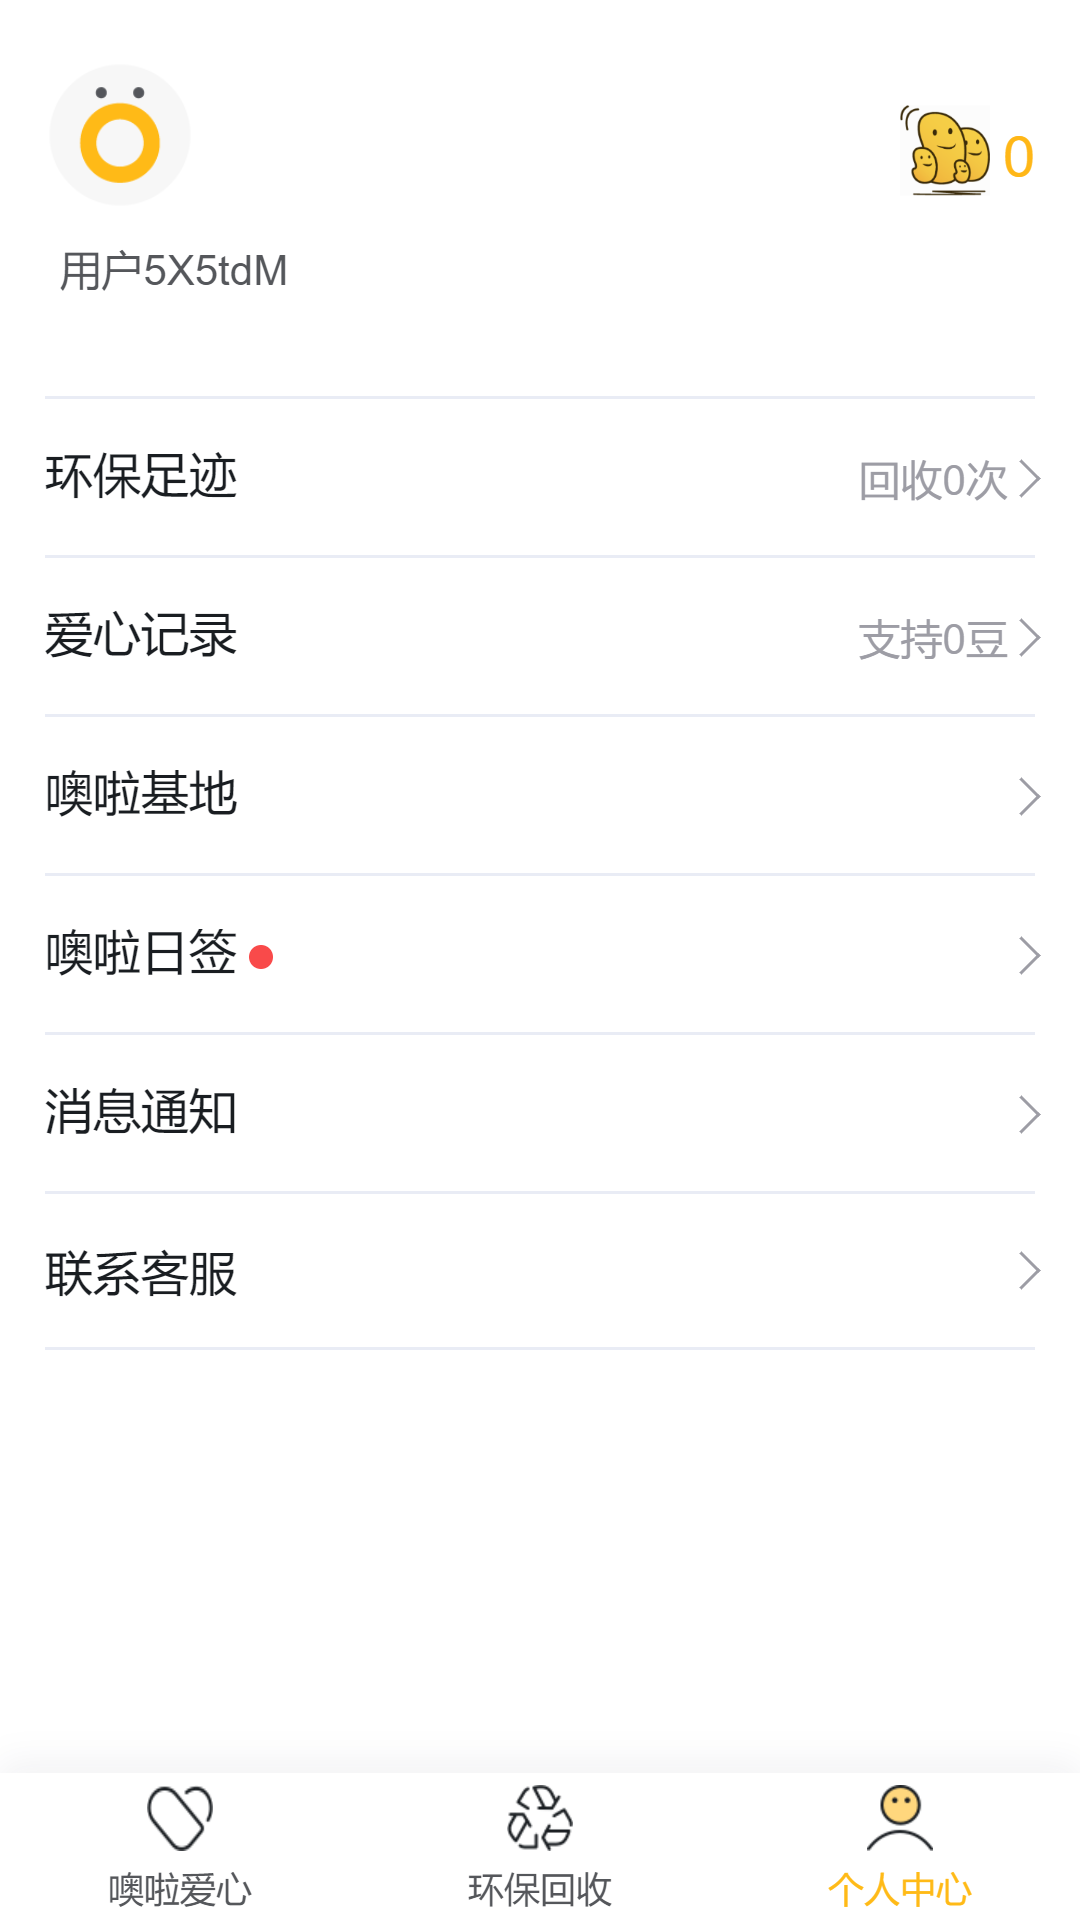 0
用户5X5tdM
环保足迹 回收0次
爱心记录 支持0豆
噢啦基地
噢啦日签
消息通知
联系客服
噢啦爱心 环保回收 个人中心